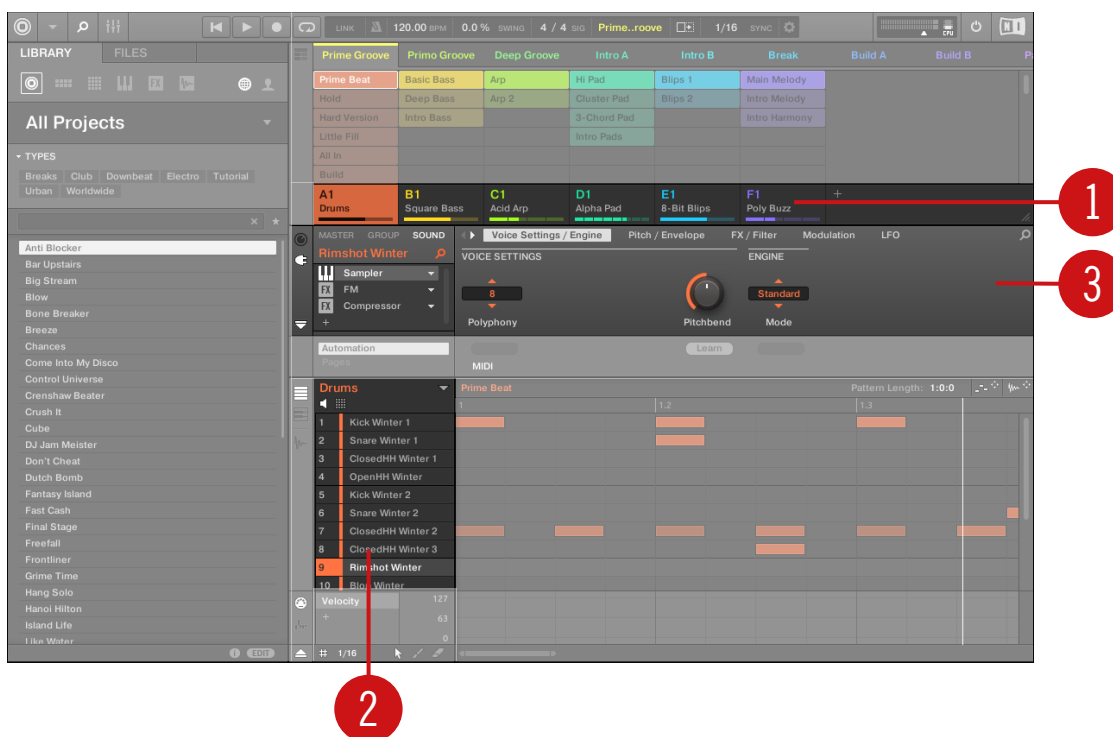 LINK 120.00 BPM 0.0 % SWING 4 / 4 SIG Prime..roove 1/16 SYNC CPU NI
LIBRARY FILES
FX
All Projects
TYPES
Breaks Club Downbeat Electro Tutorial
Urban Worldwide
Anti Blocker
Bar Upstairs
Big Stream
Blow
Bone Breaker
Breeze
Chances
Come Into My Disco
Control Universe
Crenshaw Beater
Crush It
Cube
DJ Jam Meister
Don't Cheat
Dutch Bomb
Fantasy Island
Fast Cash
Final Stage
Freefall
Frontliner
Grime Time
Hang Solo
Hanoi Hilton
Island Life
Like Water
EDIT
Prime Groove Primo Groove Deep Groove Intro A Intro B Break Build A Build B
Prime Beat Basic Bass Arp Hi Pad Blips 1 Main Melody
Hold Deep Bass Arp 2 Cluster Pad Blips 2 Intro Melody
Hard Version Intro Bass 3-Chord Pad Intro Harmony
Little Fill Intro Pads
All In
Build
A1 B1 C1 D1 E1 F1 +
Drums Square Bass Acid Arp Alpha Pad 8-Bit Blips Poly Buzz
1
MASTER GROUP SOUND Voice Settings / Engine Pitch / Envelope FX / Filter Modulation LFO
Rimshot Winter VOICE SETTINGS ENGINE
Sampler
FX FM 8 Standard
FX Compressor
+ Polyphony Pitchbend Mode
3
Automation Learn
Pages MIDI
Drums Prime Beat Pattern Length: 1:0:0
1 1.2 1.3
1 Kick Winter 1
2 Snare Winter 1
3 ClosedHH Winter 1
4 OpenHH Winter
5 Kick Winter 2
6 Snare Winter 2
7 ClosedHH Winter 2
8 ClosedHH Winter 3
9 Rimshot Winter
10 Blop Winter
Velocity 127
+ 63
0
1/16
2